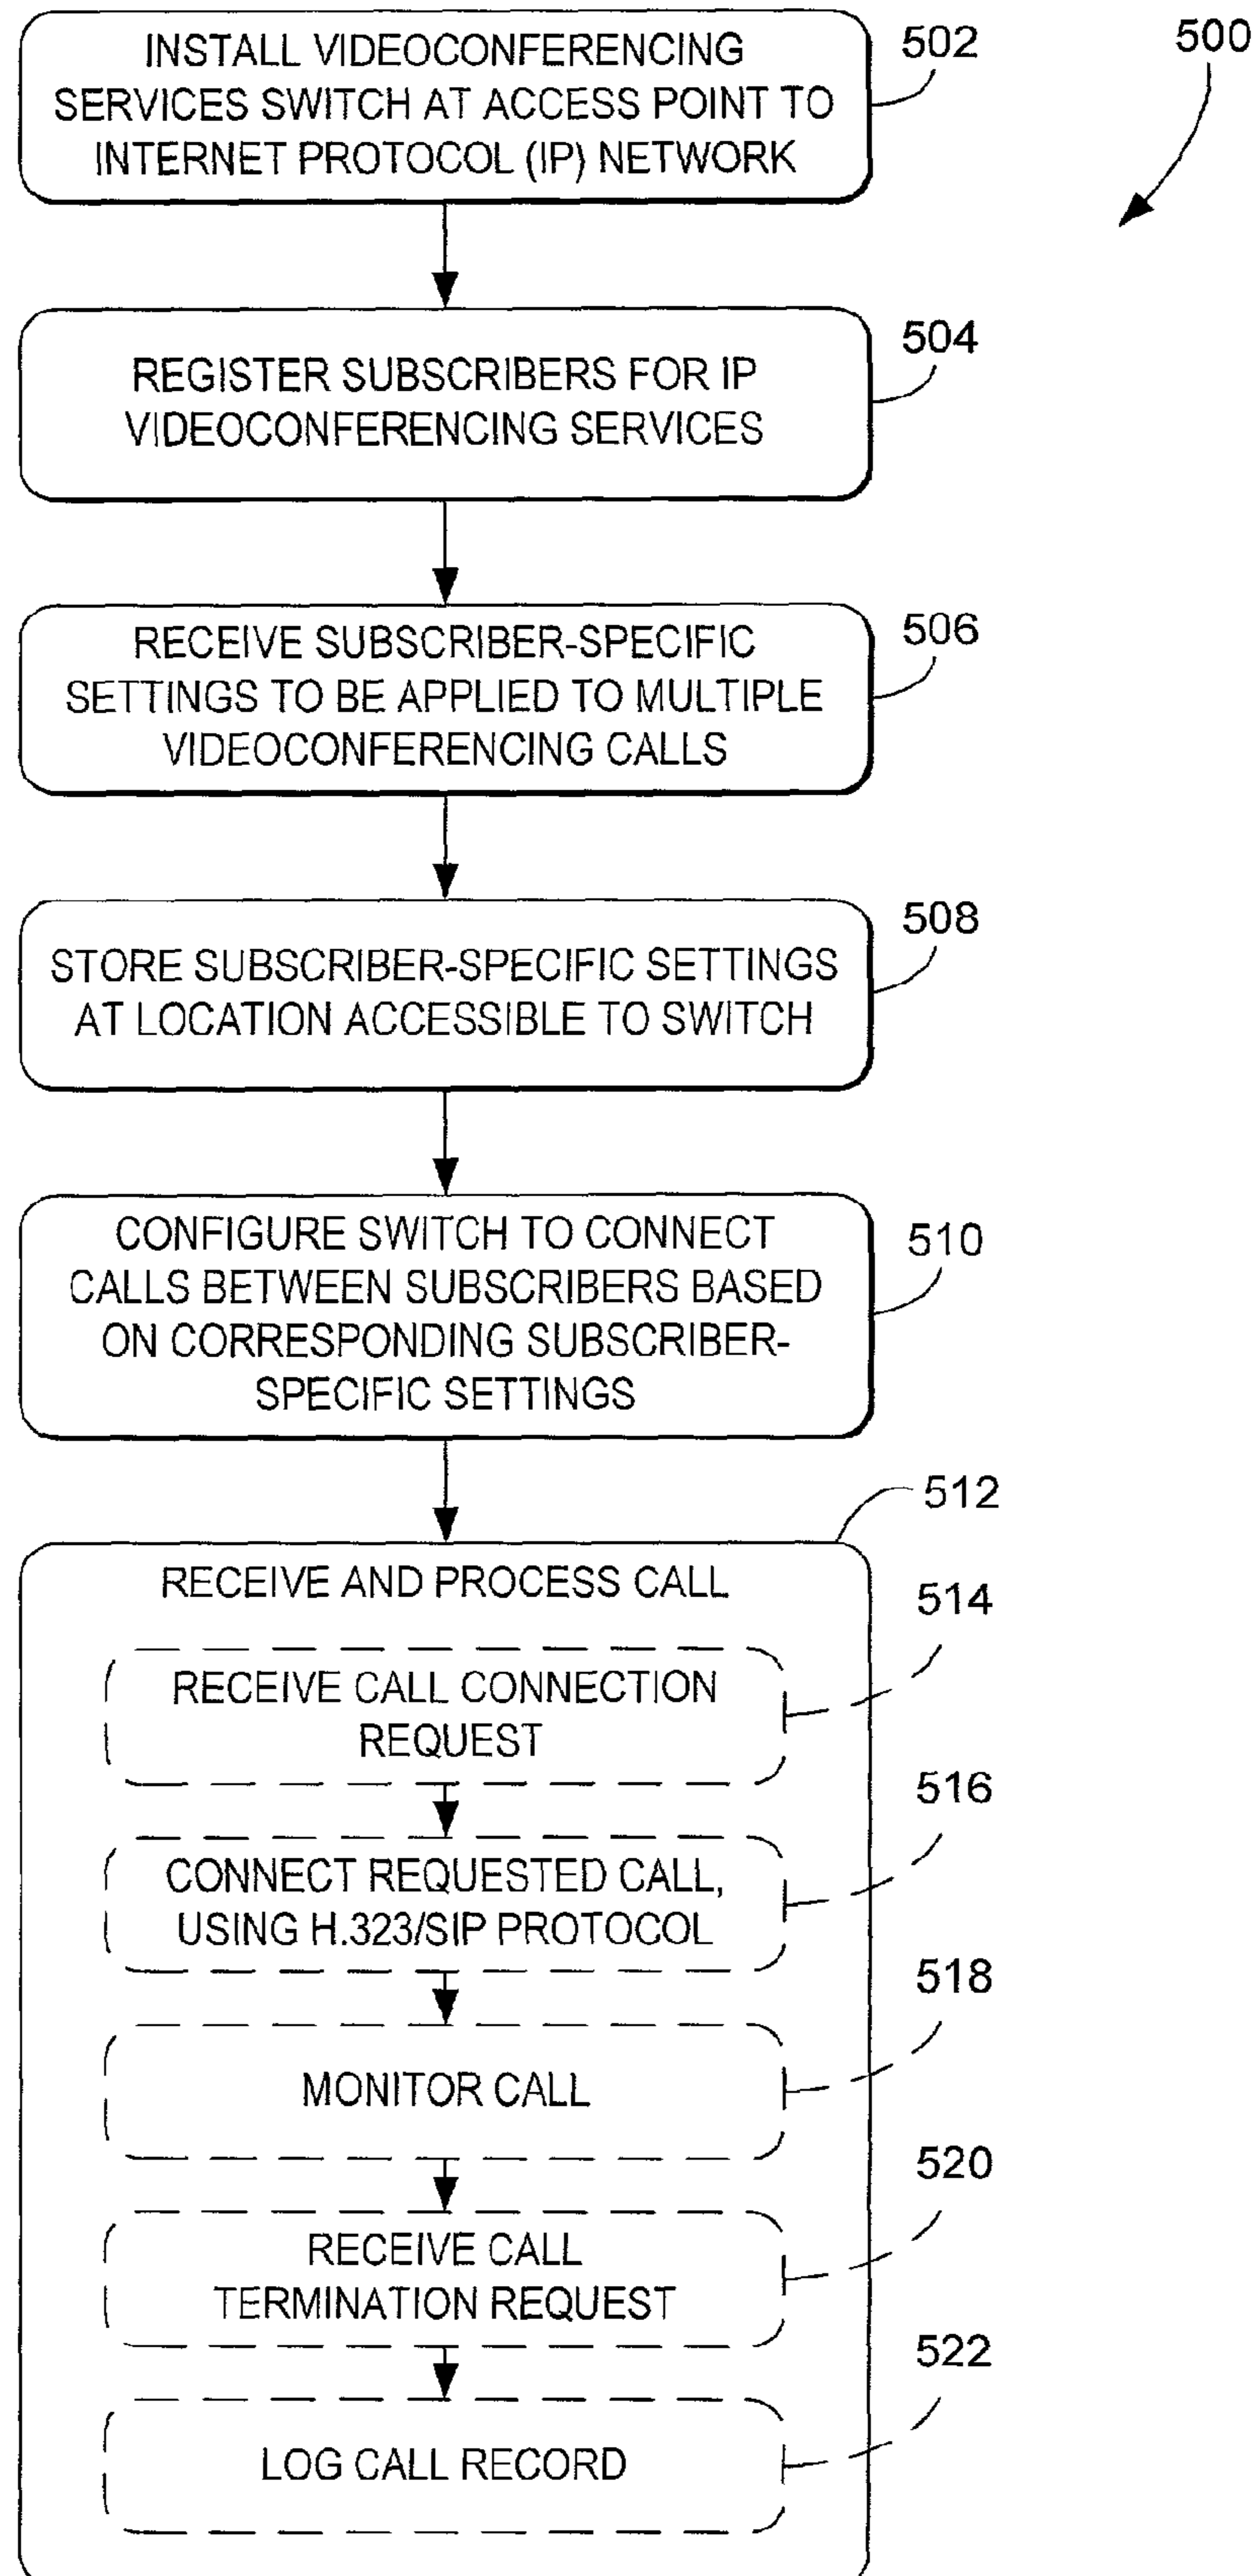 INSTALL VIDEOCONFERENCING
SERVICES SWITCH AT ACCESS POINT TO
INTERNET PROTOCOL (IP) NETWORK
502
500
REGISTER SUBSCRIBERS FOR IP
VIDEOCONFERENCING SERVICES
504
RECEIVE SUBSCRIBER-SPECIFIC
SETTINGS TO BE APPLIED TO MULTIPLE
VIDEOCONFERENCING CALLS
506
STORE SUBSCRIBER-SPECIFIC SETTINGS
AT LOCATION ACCESSIBLE TO SWITCH
508
CONFIGURE SWITCH TO CONNECT
CALLS BETWEEN SUBSCRIBERS BASED
ON CORRESPONDING SUBSCRIBER-
SPECIFIC SETTINGS
510
512
RECEIVE AND PROCESS CALL
514
RECEIVE CALL CONNECTION
REQUEST
516
CONNECT REQUESTED CALL,
USING H.323/SIP PROTOCOL
518
MONITOR CALL
520
RECEIVE CALL
TERMINATION REQUEST
522
LOG CALL RECORD